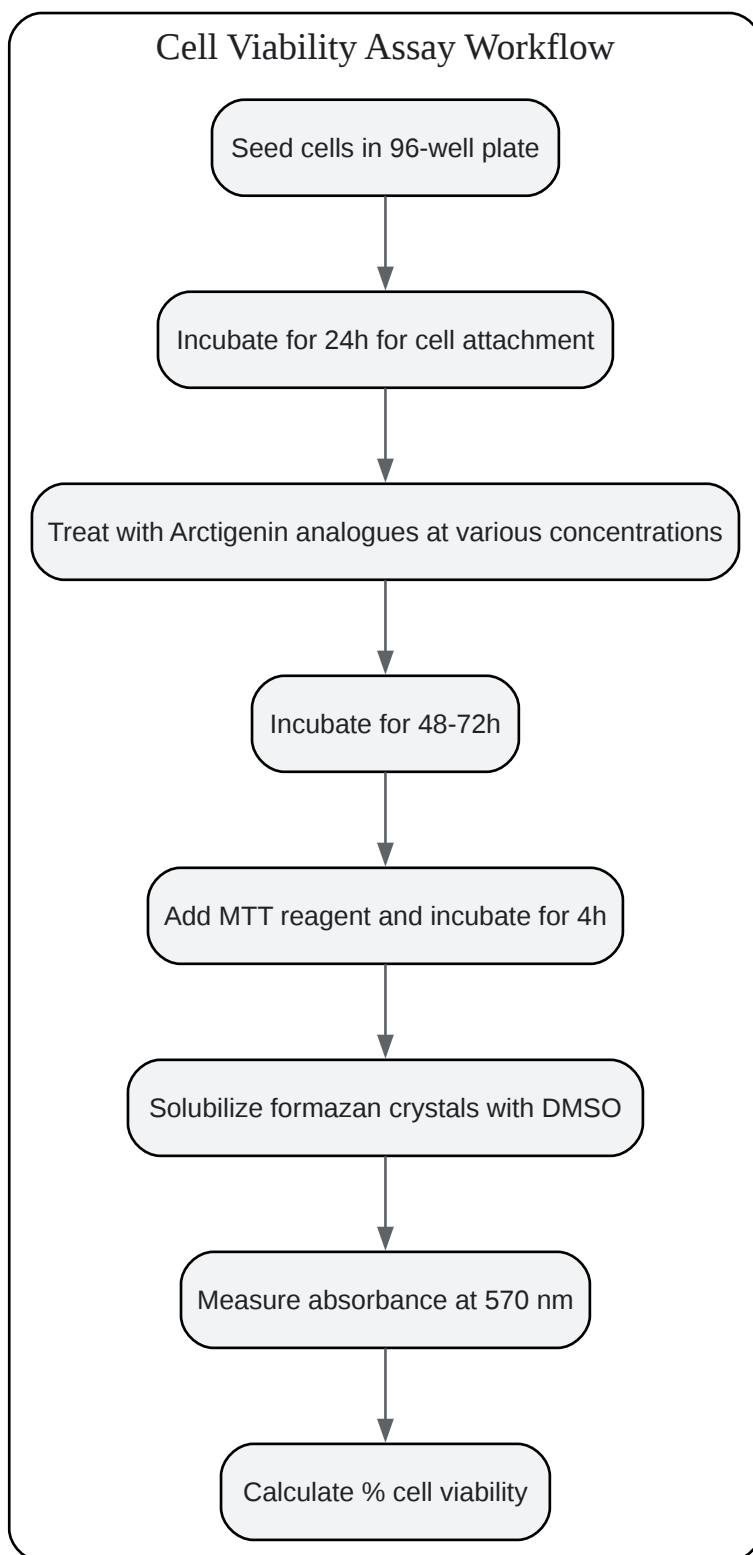 Cell Viability Assay Workflow
Seed cells in 96-well plate
Incubate for 24h for cell attachment
Treat with Arctigenin analogues at various concentrations
Incubate for 48-72h
Add MTT reagent and incubate for 4h
Solubilize formazan crystals with DMSO
Measure absorbance at 570 nm
Calculate % cell viability